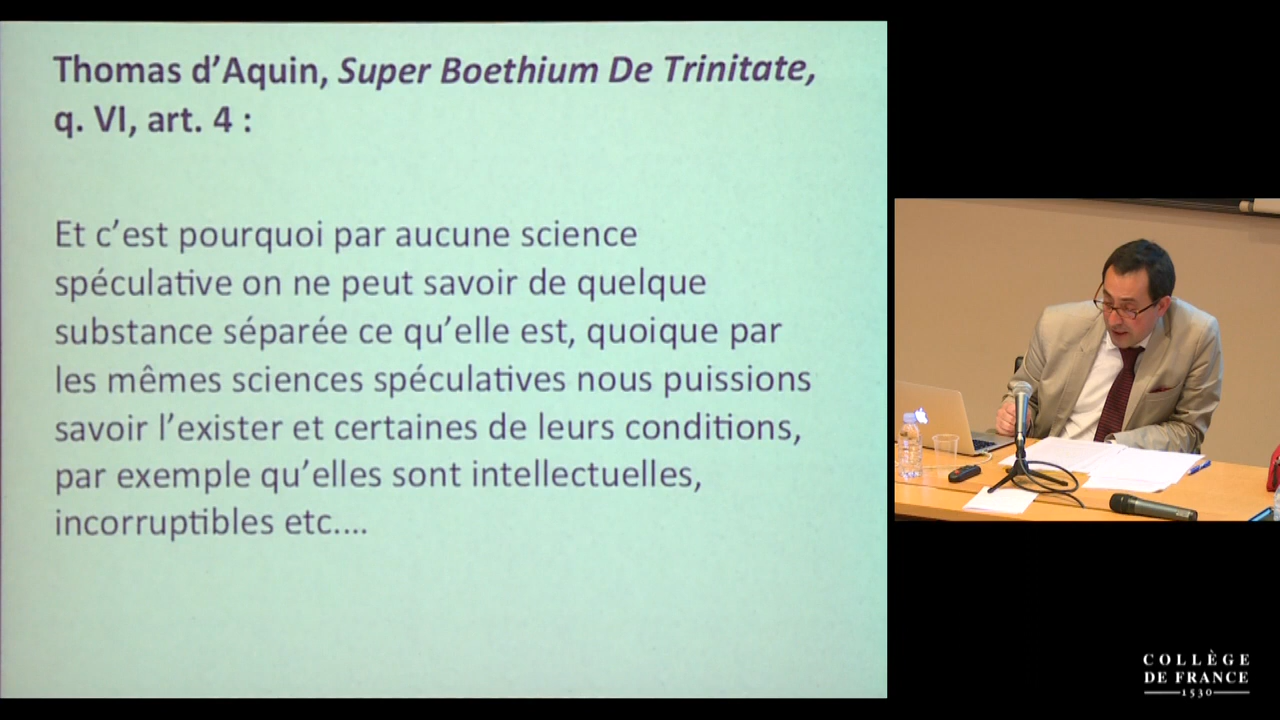 Thomas d’Aquin, Super Boethium De Trinitate,
q. VI, art. 4 :
Et c’est pourquoi par aucune science
spéculative on ne peut savoir de quelque
substance séparée ce qu’elle est, quoique par
les mêmes sciences spéculatives nous puissions
savoir l’exister et certaines de leurs conditions,
par exemple qu’elles sont intellectuelles,
incorruptibles etc....
COLLÈGE
DE FRANCE
1530